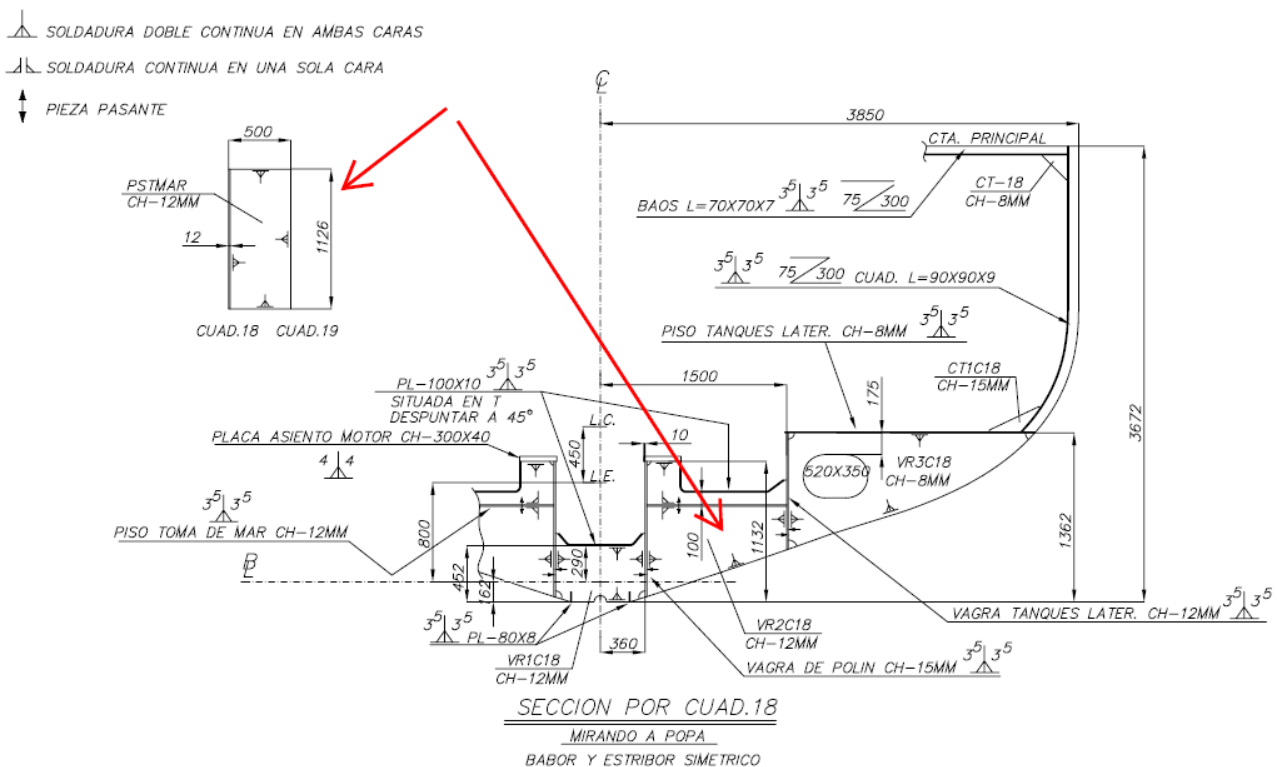 SOLDADURA DOBLE CONTINUA EN AMBAS CARAS
SOLDADURA CONTINUA EN UNA SOLA CARA
PIEZA PASANTE
500
PSTMAR
CH-12MM
12
1126
CUAD.18 CUAD.19
CL
3850
CTA. PRINCIPAL
CT-18
CH-8MM
BAOS L=70X70X7 3 5 3 5 75 300
3 5 3 5 75 300 CUAD. L=90X90X9
PISO TANQUES LATER. CH-8MM 3 5 3 5
CT1C18
CH-15MM
3672
1500
175
PL-100X10 3 5 3 5
SITUADA EN T
DESPUNTAR A 45°
L.C.
10
PLACA ASIENTO MOTOR CH-300X40
4 4
450
L.E.
520X350
VR3C18
CH-8MM
3 5 3 5
PISO TOMA DE MAR CH-12MM
800
100
1132
1362
290
452
162
BL
3 5 3 5 PL-80X8
VR1C18
CH-12MM
360
VR2C18
CH-12MM
VAGRA TANQUES LATER. CH-12MM 3 5 3 5
VAGRA DE POLIN CH-15MM 3 5 3 5
SECCION POR CUAD.18
MIRANDO A POPA
BABOR Y ESTRIBOR SIMETRICO